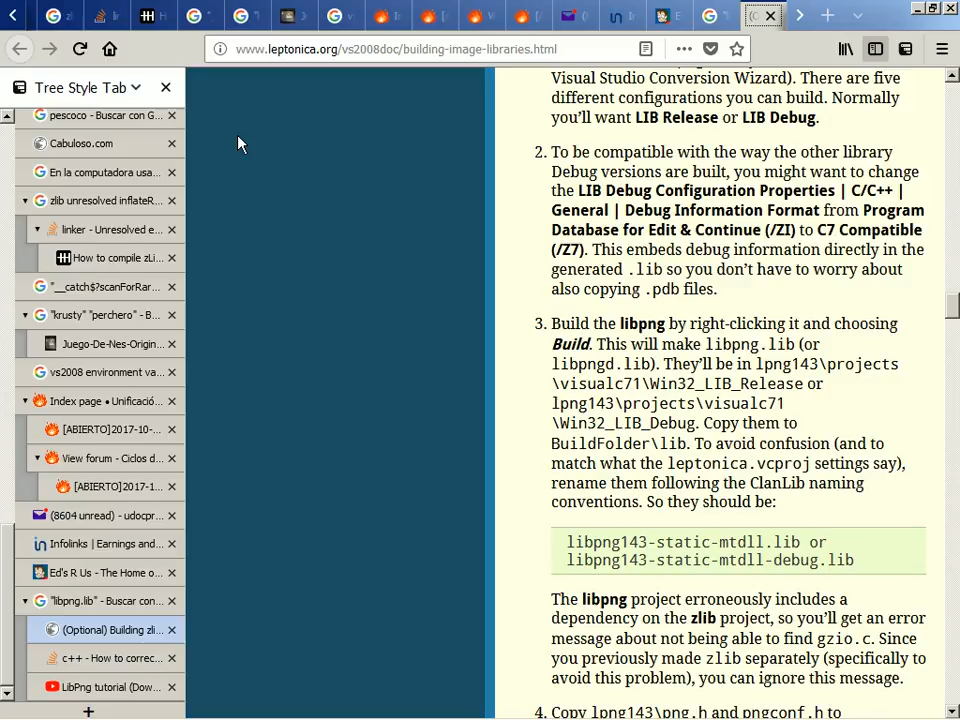 www.leptonica.org/vs2008doc/building-image-libraries.html
Tree Style Tab
pescoco - Buscar con G...
Cabuloso.com
En la computadora usa...
zlib unresolved inflateR...
linker - Unresolved e...
How to compile zLi...
"__catch$?scanForRar...
"krusty" "perchero" - B...
Juego-De-Nes-Origin...
vs2008 environment va...
Index page • Unificació...
[ABIERTO]2017-10-...
View forum - Ciclos d...
[ABIERTO]2017-1...
(8604 unread) - udocpr...
Infolinks | Earnings and...
Ed's R Us - The Home o...
"libpng.lib" - Buscar con...
(Optional) Building zli...
c++ - How to correc...
LibPng tutorial (Dow...
Visual Studio Conversion Wizard). There are five
different configurations you can build. Normally
you'll want LIB Release or LIB Debug.
2. To be compatible with the way the other library
Debug versions are built, you might want to change
the LIB Debug Configuration Properties | C/C++ |
General | Debug Information Format from Program
Database for Edit & Continue (/ZI) to C7 Compatible
(/Z7). This embeds debug information directly in the
generated .lib so you don't have to worry about
also copying .pdb files.
3. Build the libpng by right-clicking it and choosing
Build. This will make libpng.lib (or
libpngd.lib). They'll be in lpng143\projects
\visualc71\Win32_LIB_Release or
lpng143\projects\visualc71
\Win32_LIB_Debug. Copy them to
BuildFolder\lib. To avoid confusion (and to
match what the leptonica.vcproj settings say),
rename them following the ClanLib naming
conventions. So they should be:
libpng143-static-mtdll.lib or
libpng143-static-mtdll-debug.lib
The libpng project erroneously includes a
dependency on the zlib project, so you'll get an error
message about not being able to find gzio.c. Since
you previously made zlib separately (specifically to
avoid this problem), you can ignore this message.
4. Copy lpng143\png.h and pngconf.h to